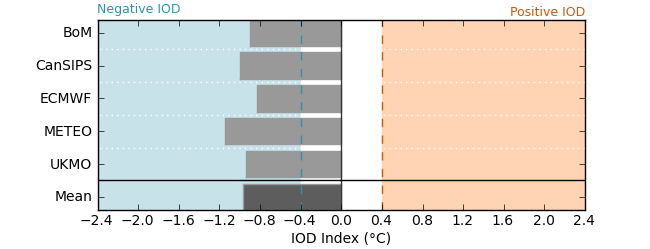 Negative IOD
Positive IOD
BoM
CanSIPS
ECMWF
METEO
UKMO
Mean
−2.4 −2.0 −1.6 −1.2 −0.8 −0.4 0.0 0.4 0.8 1.2 1.6 2.0 2.4
IOD Index (°C)